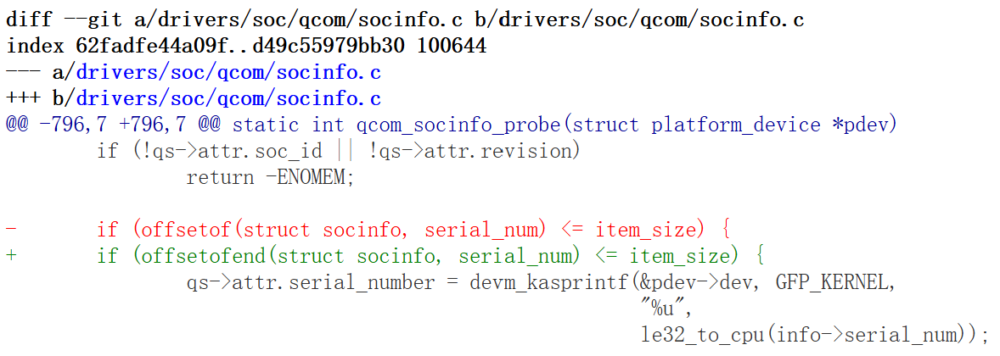 diff --git a/drivers/soc/qcom/socinfo.c b/drivers/soc/qcom/socinfo.c
index 62fadfe44a09f..d49c55979bb30 100644
--- a/drivers/soc/qcom/socinfo.c
+++ b/drivers/soc/qcom/socinfo.c
@@ -796,7 +796,7 @@ static int qcom_socinfo_probe(struct platform_device *pdev)
        if (!qs->attr.soc_id || !qs->attr.revision)
                return -ENOMEM;
-       if (offsetof(struct socinfo, serial_num) <= item_size) {
+       if (offsetofend(struct socinfo, serial_num) <= item_size) {
                qs->attr.serial_number = devm_kasprintf(&pdev->dev, GFP_KERNEL,
                                                        "%u",
                                                        le32_to_cpu(info->serial_num));